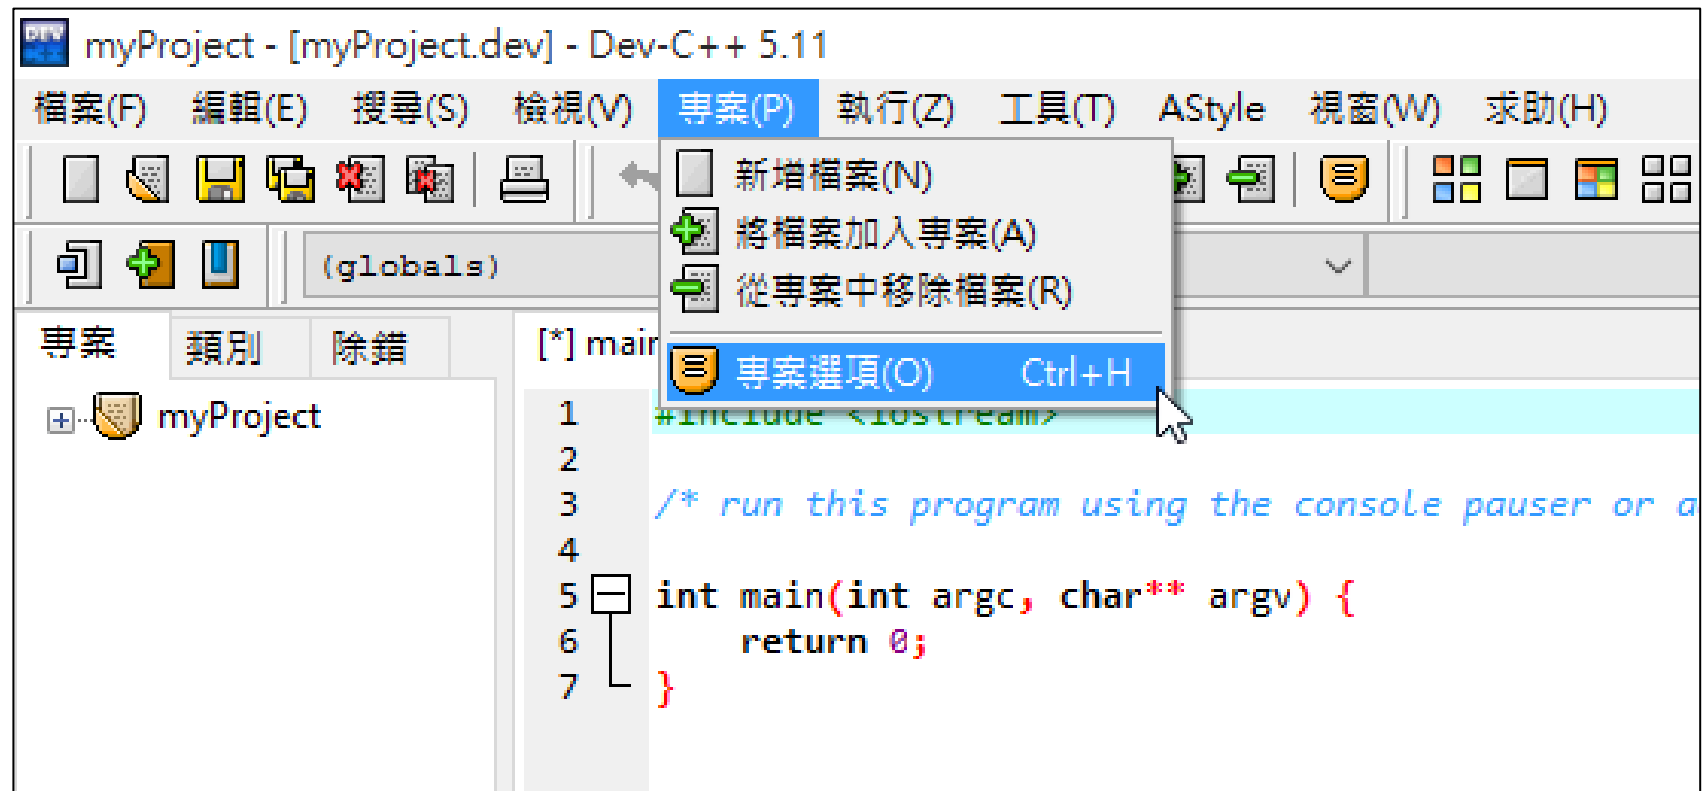 myProject - [myProject.dev] - Dev-C++ 5.11
檔案(F) 編輯(E) 搜尋(S) 檢視(V) 專案(P) 執行(Z) 工具(T) AStyle 視窗(W) 求助(H)
新增檔案(N)
將檔案加入專案(A)
(globals)
從專案中移除檔案(R)
專案 類別 除錯 [*] main
專案選項(O) Ctrl+H
myProject
1 #include <iostream>
2
3 /* run this program using the console pauser or a
4
5 int main(int argc, char** argv) {
6 return 0;
7 }